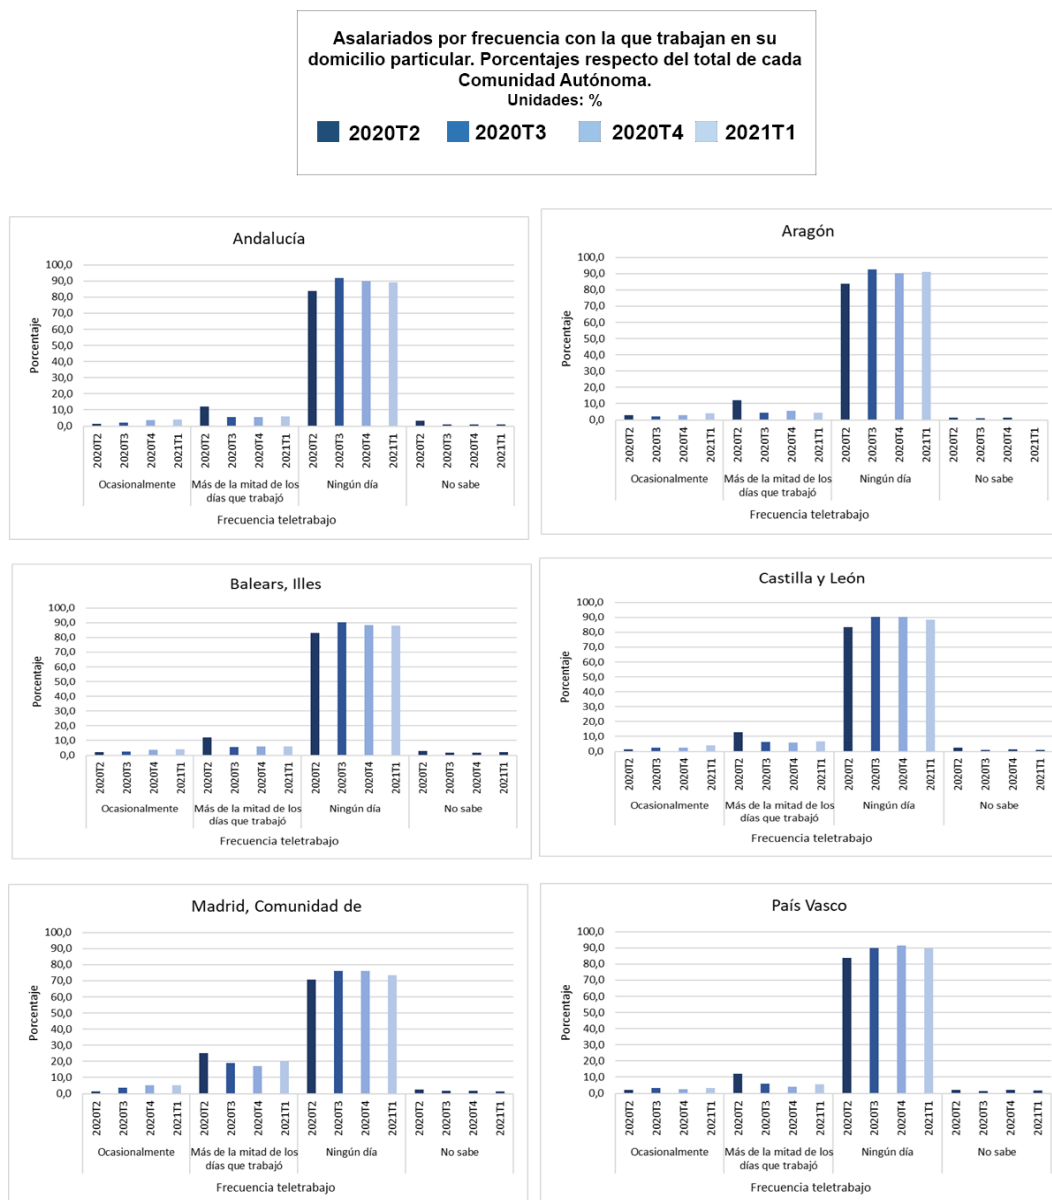 Asalariados por frecuencia con la que trabajan en su
domicilio particular. Porcentajes respecto del total de cada
Comunidad Autónoma.
Unidades: %
2020T2 2020T3 2020T4 2021T1
Andalucía
Porcentaje
100,0
90,0
80,0
70,0
60,0
50,0
40,0
30,0
20,0
10,0
0,0
2020T2 2020T3 2020T4 2021T1 2020T2 2020T3 2020T4 2021T1 2020T2 2020T3 2020T4 2021T1 2020T2 2020T3 2020T4 2021T1
Ocasionalmente Más de la mitad de los Ningún día No sabe
días que trabajó
Frecuencia teletrabajo
Aragón
Porcentaje
100,0
90,0
80,0
70,0
60,0
50,0
40,0
30,0
20,0
10,0
0,0
2020T2 2020T3 2020T4 2021T1 2020T2 2020T3 2020T4 2021T1 2020T2 2020T3 2020T4 2021T1 2020T2 2020T3 2020T4 2021T1
Ocasionalmente Más de la mitad de los Ningún día No sabe
días que trabajó
Frecuencia teletrabajo
Balears, Illes
Porcentaje
100,0
90,0
80,0
70,0
60,0
50,0
40,0
30,0
20,0
10,0
0,0
2020T2 2020T3 2020T4 2021T1 2020T2 2020T3 2020T4 2021T1 2020T2 2020T3 2020T4 2021T1 2020T2 2020T3 2020T4 2021T1
Ocasionalmente Más de la mitad de los Ningún día No sabe
días que trabajó
Frecuencia teletrabajo
Castilla y León
Porcentaje
100,0
90,0
80,0
70,0
60,0
50,0
40,0
30,0
20,0
10,0
0,0
2020T2 2020T3 2020T4 2021T1 2020T2 2020T3 2020T4 2021T1 2020T2 2020T3 2020T4 2021T1 2020T2 2020T3 2020T4 2021T1
Ocasionalmente Más de la mitad de los Ningún día No sabe
días que trabajó
Frecuencia teletrabajo
Madrid, Comunidad de
Porcentaje
100,0
90,0
80,0
70,0
60,0
50,0
40,0
30,0
20,0
10,0
0,0
2020T2 2020T3 2020T4 2021T1 2020T2 2020T3 2020T4 2021T1 2020T2 2020T3 2020T4 2021T1 2020T2 2020T3 2020T4 2021T1
Ocasionalmente Más de la mitad de los Ningún día No sabe
días que trabajó
Frecuencia teletrabajo
País Vasco
Porcentaje
100,0
90,0
80,0
70,0
60,0
50,0
40,0
30,0
20,0
10,0
0,0
2020T2 2020T3 2020T4 2021T1 2020T2 2020T3 2020T4 2021T1 2020T2 2020T3 2020T4 2021T1 2020T2 2020T3 2020T4 2021T1
Ocasionalmente Más de la mitad de los Ningún día No sabe
días que trabajó
Frecuencia teletrabajo